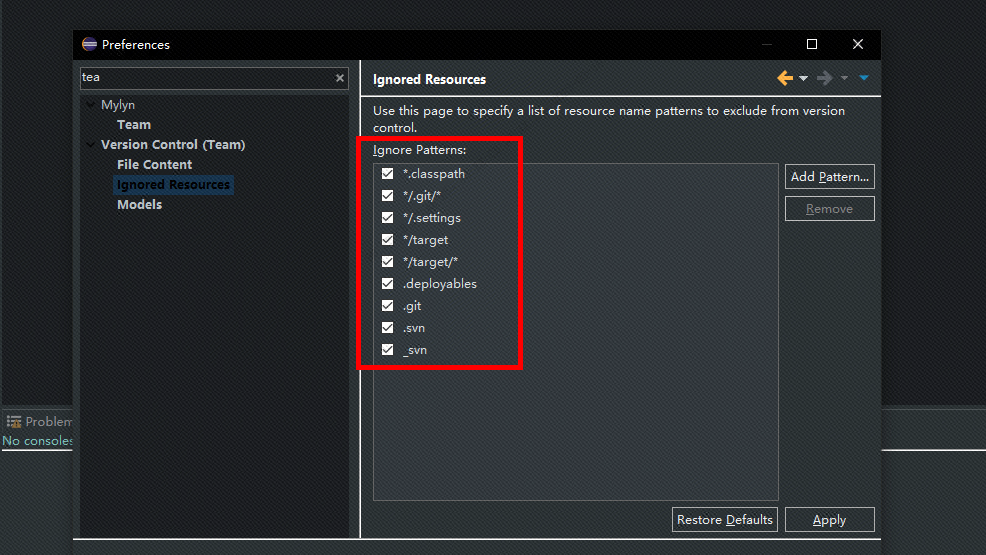 Preferences
tea
Mylyn
Team
Version Control (Team)
File Content
Ignored Resources
Models
Ignored Resources
Use this page to specify a list of resource name patterns to exclude from version
control.
Ignore Patterns:
*.classpath
*/.git/*
*/.settings
*/target
*/target/*
.deployables
.git
.svn
_svn
Add Pattern...
Remove
Restore Defaults
Apply
Problem
No consoles